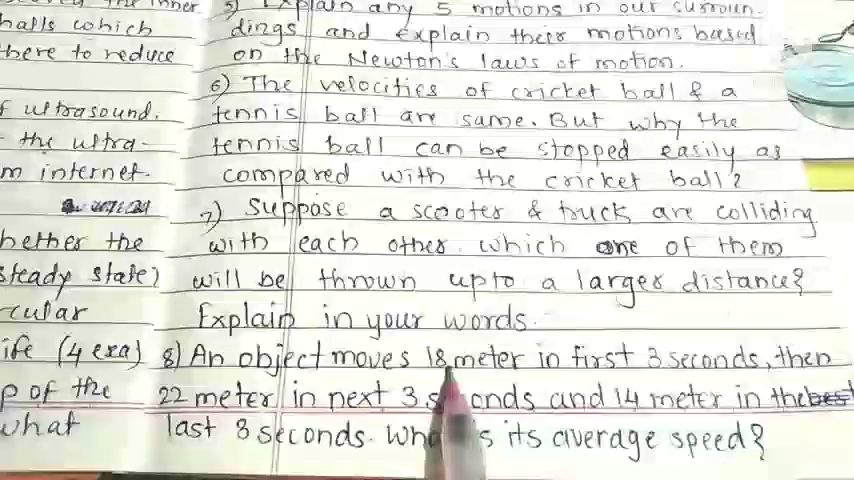 halls which
here to reduce
f ultrasound.
the ultra-
m internet.
hether the
steady state?
cular
ife (4 exa)
p of the
what
5) Explain any 5 motions in our surroun-
dings and explain their motions based
on the Newton's laws of motion.
6) The velocities of cricket ball & a
tennis ball are same. But why the
tennis ball can be stopped easily as
compared with the cricket ball?
7) Suppose a scooter & truck are colliding
with each other. which one of them
will be thrown upto a larger distance?
Explain in your words.
8) An object moves 18 meter in first 3 seconds, then
22 meter in next 3 seconds and 14 meter in the
last 3 seconds. What is its average speed?